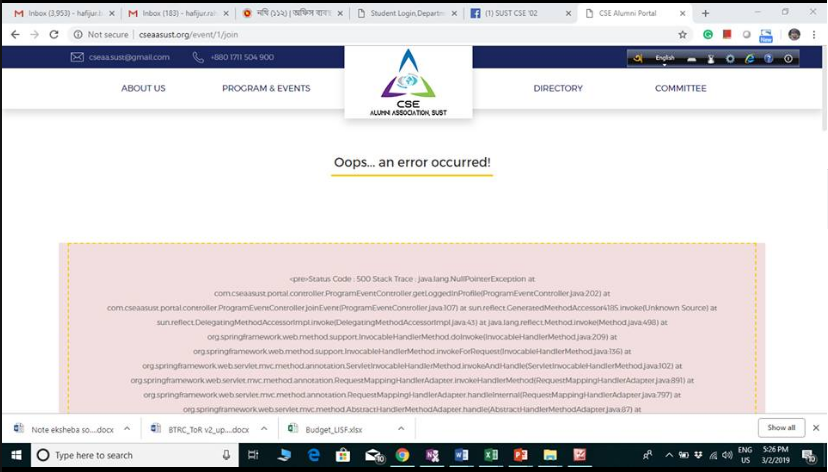 Inbox (3,953) - hafijur.b
Inbox (183) - hafijur.rah
Student Login,Departm
(1) SUST CSE '02
CSE Alumni Portal
Not secure | cseaasust.org/event/1/join
cseaa.sust@gmail.com
+880 1711 504 900
English
ABOUT US
PROGRAM & EVENTS
CSE
ALUMNI ASSOCIATION, SUST
DIRECTORY
COMMITTEE
Oops... an error occurred!
<pre>Status Code : 500 Stack Trace : java.lang.NullPointerException at
com.cseaasust.portal.controller.ProgramEventController.getLoggedInProfile(ProgramEventController.java:202) at
com.cseaasust.portal.controller.ProgramEventController.joinEvent(ProgramEventController.java:107) at sun.reflect.GeneratedMethodAccessor4185.invoke(Unknown Source) at
sun.reflect.DelegatingMethodAccessorImpl.invoke(DelegatingMethodAccessorImpl.java:43) at java.lang.reflect.Method.invoke(Method.java:498) at
org.springframework.web.method.support.InvocableHandlerMethod.doInvoke(InvocableHandlerMethod.java:209) at
org.springframework.web.method.support.InvocableHandlerMethod.invokeForRequest(InvocableHandlerMethod.java:136) at
org.springframework.web.servlet.mvc.method.annotation.ServletInvocableHandlerMethod.invokeAndHandle(ServletInvocableHandlerMethod.java:102) at
org.springframework.web.servlet.mvc.method.annotation.RequestMappingHandlerAdapter.invokeHandlerMethod(RequestMappingHandlerAdapter.java:891) at
org.springframework.web.servlet.mvc.method.annotation.RequestMappingHandlerAdapter.handleInternal(RequestMappingHandlerAdapter.java:797) at
org.springframework.web.servlet.mvc.method.AbstractHandlerMethodAdapter.handle(AbstractHandlerMethodAdapter.java:87) at
Note eksheba so....docx
BTRC_ToR v2_up....docx
Budget_LISF.xlsx
Show all
Type here to search
ENG
US
5:26 PM
3/2/2019